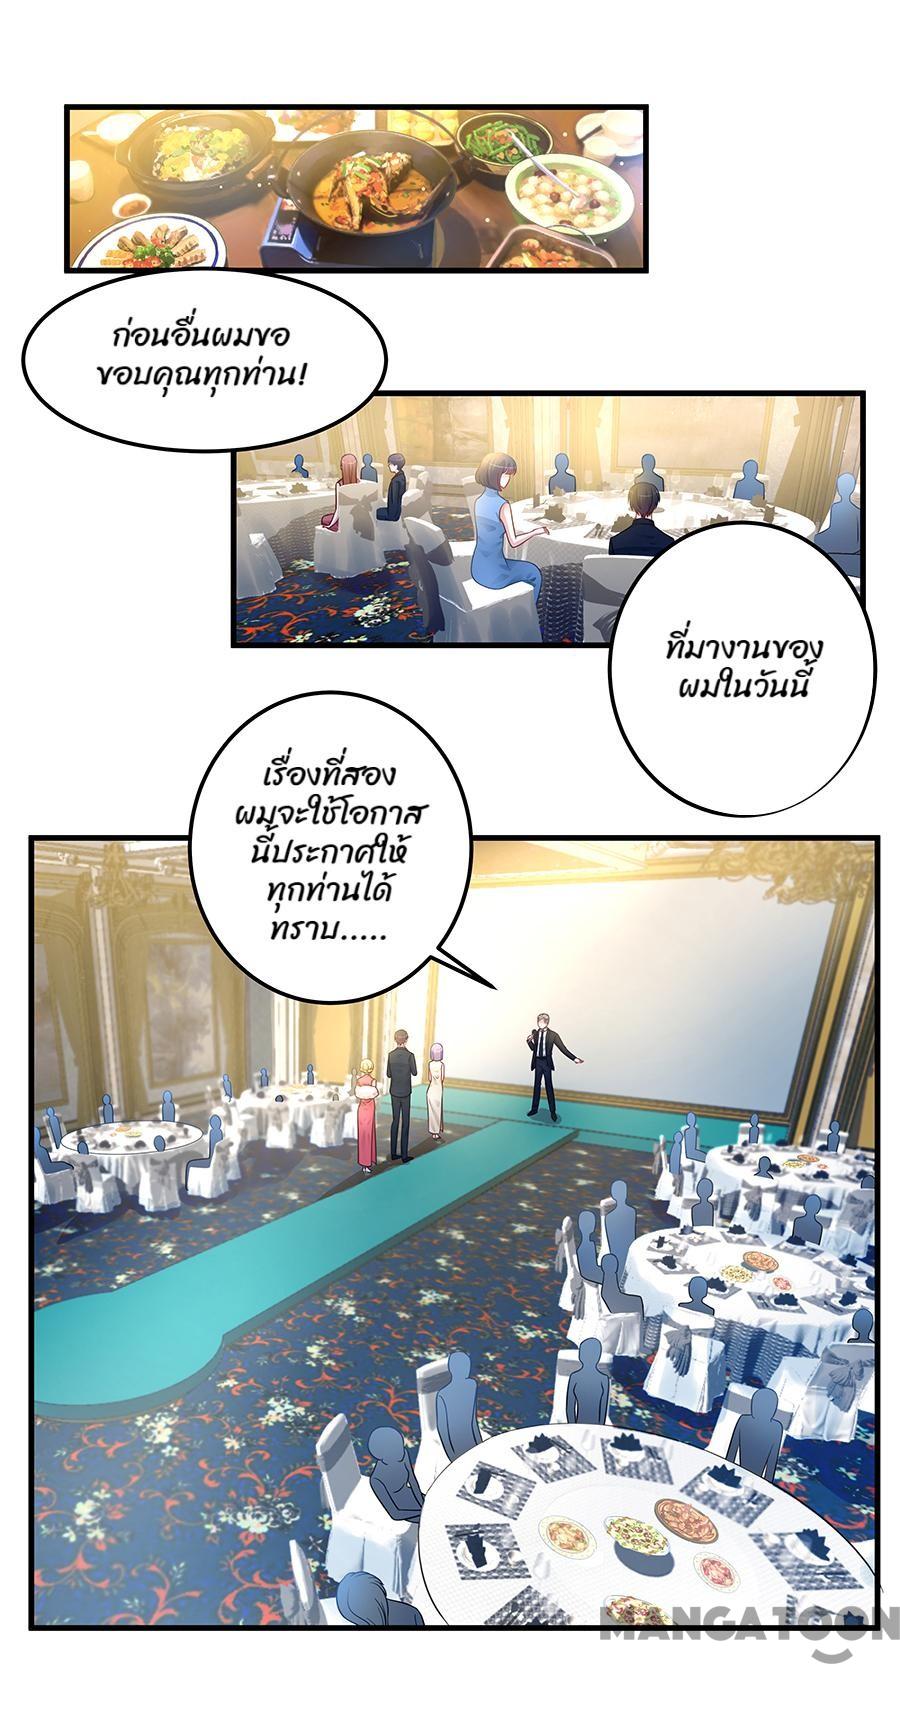 ก่อนอื่นผมขอ
ขอบคุณทุกท่าน!
ที่มางานของ
ผมในวันนี้
เรื่องที่สอง
ผมจะใช้โอกาส
นี้ประกาศให้
ทุกท่านได้
ทราบ.....
MANGATOON